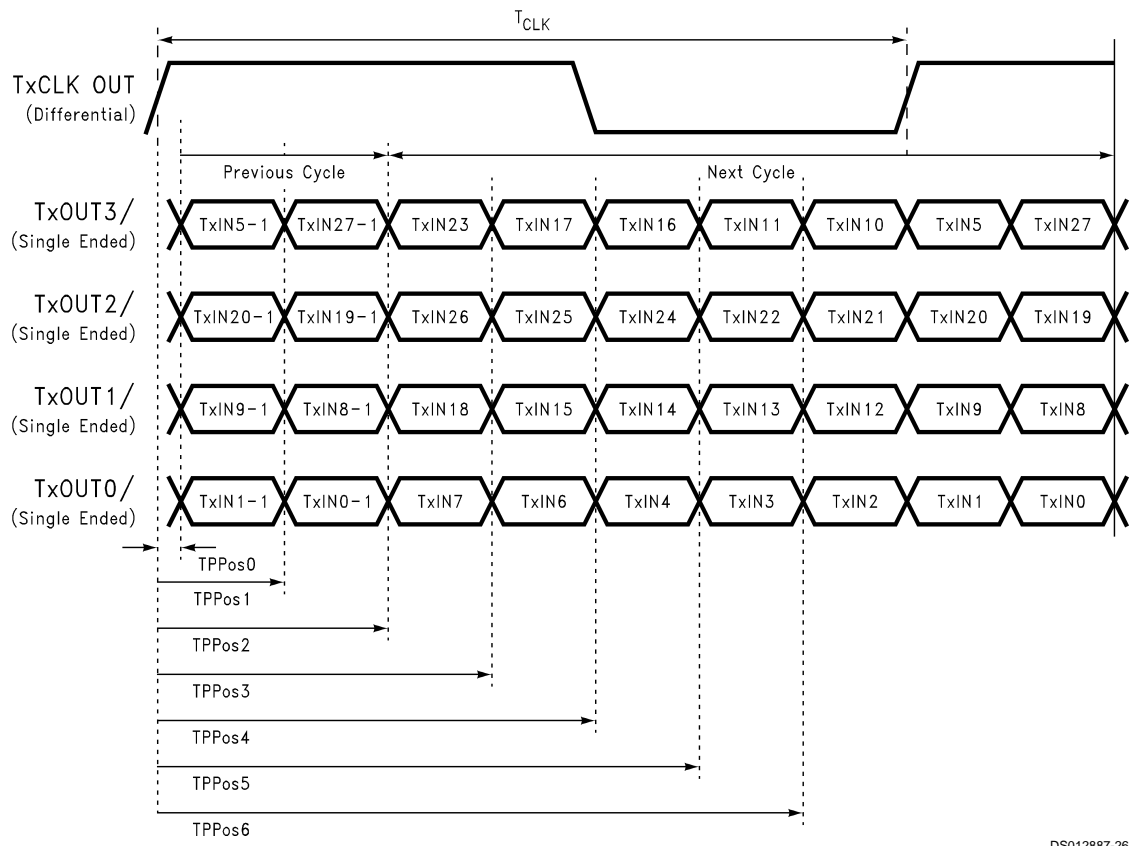 TCLK
TxCLK OUT
(Differential)
Previous Cycle
Next Cycle
TxOUT3/
(Single Ended)
TxIN5-1 TxIN27-1 TxIN23 TxIN17 TxIN16 TxIN11 TxIN10 TxIN5 TxIN27
TxOUT2/
(Single Ended)
TxIN20-1 TxIN19-1 TxIN26 TxIN25 TxIN24 TxIN22 TxIN21 TxIN20 TxIN19
TxOUT1/
(Single Ended)
TxIN9-1 TxIN8-1 TxIN18 TxIN15 TxIN14 TxIN13 TxIN12 TxIN9 TxIN8
TxOUT0/
(Single Ended)
TxIN1-1 TxIN0-1 TxIN7 TxIN6 TxIN4 TxIN3 TxIN2 TxIN1 TxIN0
TPPos0
TPPos1
TPPos2
TPPos3
TPPos4
TPPos5
TPPos6
DS012887-26